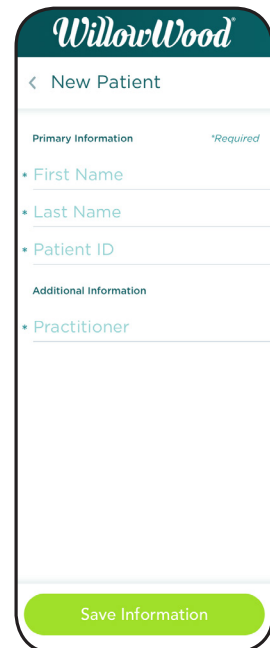 WillowWood®
< New Patient
Primary Information *Required
* First Name
* Last Name
* Patient ID
Additional Information
* Practitioner
Save Information